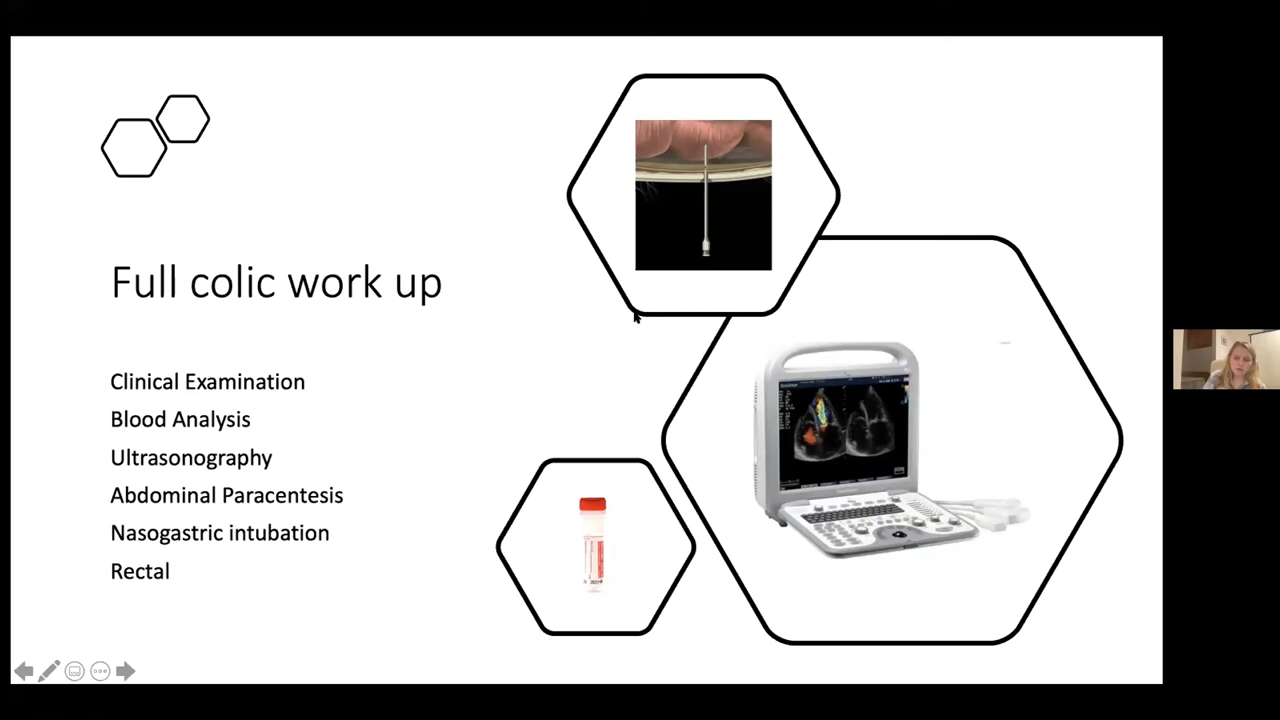 Full colic work up
Clinical Examination
Blood Analysis
Ultrasonography
Abdominal Paracentesis
Nasogastric intubation
Rectal